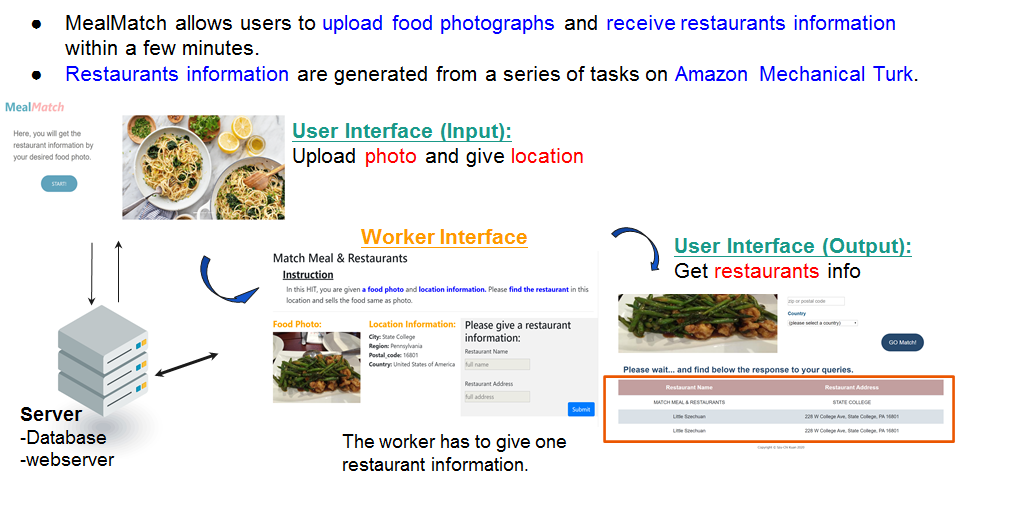 ● MealMatch allows users to upload food photographs and receive restaurants information
within a few minutes.
● Restaurants information are generated from a series of tasks on Amazon Mechanical Turk.
MealMatch
Here, you will get the
restaurant information by
your desired food photo.
START!
User Interface (Input):
Upload photo and give location
Worker Interface
Match Meal & Restaurants
Instruction
In this HIT, you are given a food photo and location information. Please find the restaurant in this
location and sells the food same as photo.
Food Photo:
Location Information:
City: State College
Region: Pennsylvania
Postal_code: 16801
Country: United States of America
Please give a restaurant
information:
Restaurant Name
full name
Restaurant Address
full address
Submit
The worker has to give one
restaurant information.
User Interface (Output):
Get restaurants info
zip or postal code
Country
(please select a country)
GO Match!
Please wait... and find below the response to your queries.
Restaurant Name Restaurant Address
MATCH MEAL & RESTAURANTS STATE COLLEGE
Little Szechuan 228 W College Ave, State College, PA 16801
Little Szechuan 228 W College Ave, State College, PA 16801
Server
-Database
-webserver